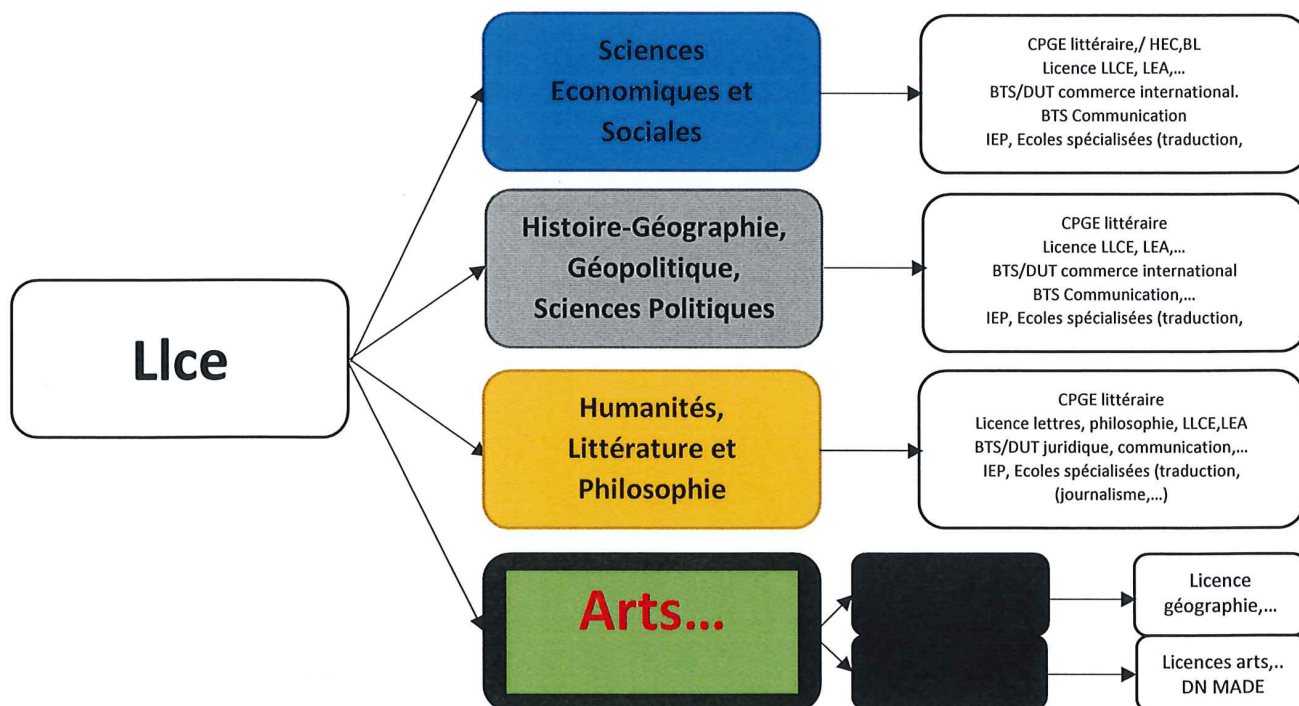 Llce
Sciences
Economiques et
Sociales
CPGE littéraire,/ HEC,BL
Licence LLCE, LEA,...
BTS/DUT commerce international.
BTS Communication
IEP, Ecoles spécialisées (traduction,
Histoire-Géographie,
Géopolitique,
Sciences Politiques
CPGE littéraire
Licence LLCE, LEA,...
BTS/DUT commerce international
BTS Communication,...
IEP, Ecoles spécialisées (traduction,
Humanités,
Littérature et
Philosophie
CPGE littéraire
Licence lettres, philosophie, LLCE,LEA
BTS/DUT juridique, communication,...
IEP, Ecoles spécialisées (traduction,
(journalisme,...)
Arts...
Licence
géographie,...
Licences arts,..
DN MADE